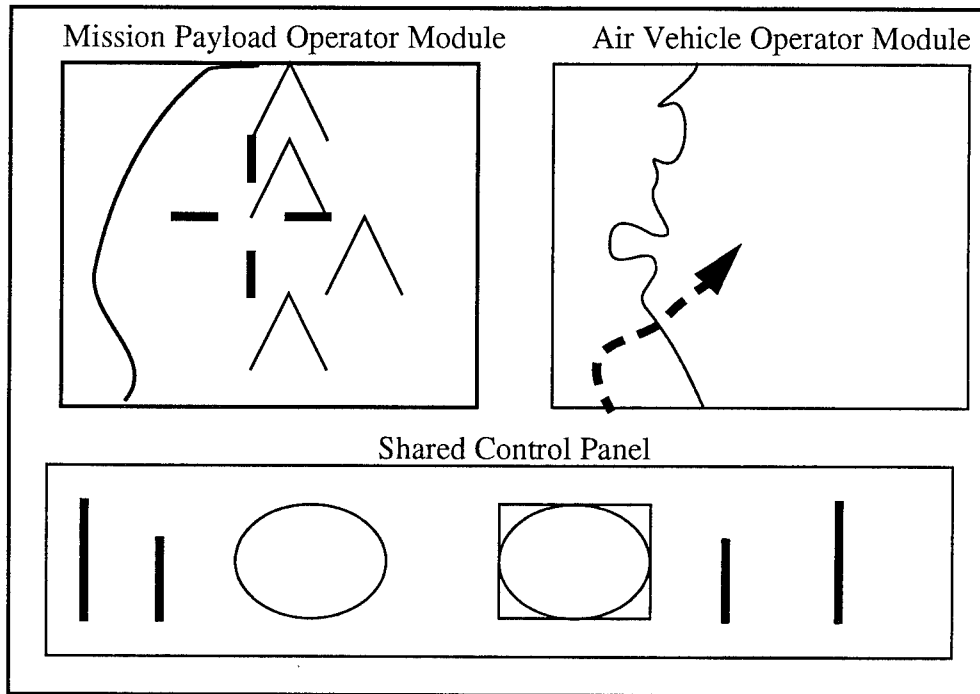 Mission Payload Operator Module
Air Vehicle Operator Module
Shared Control Panel